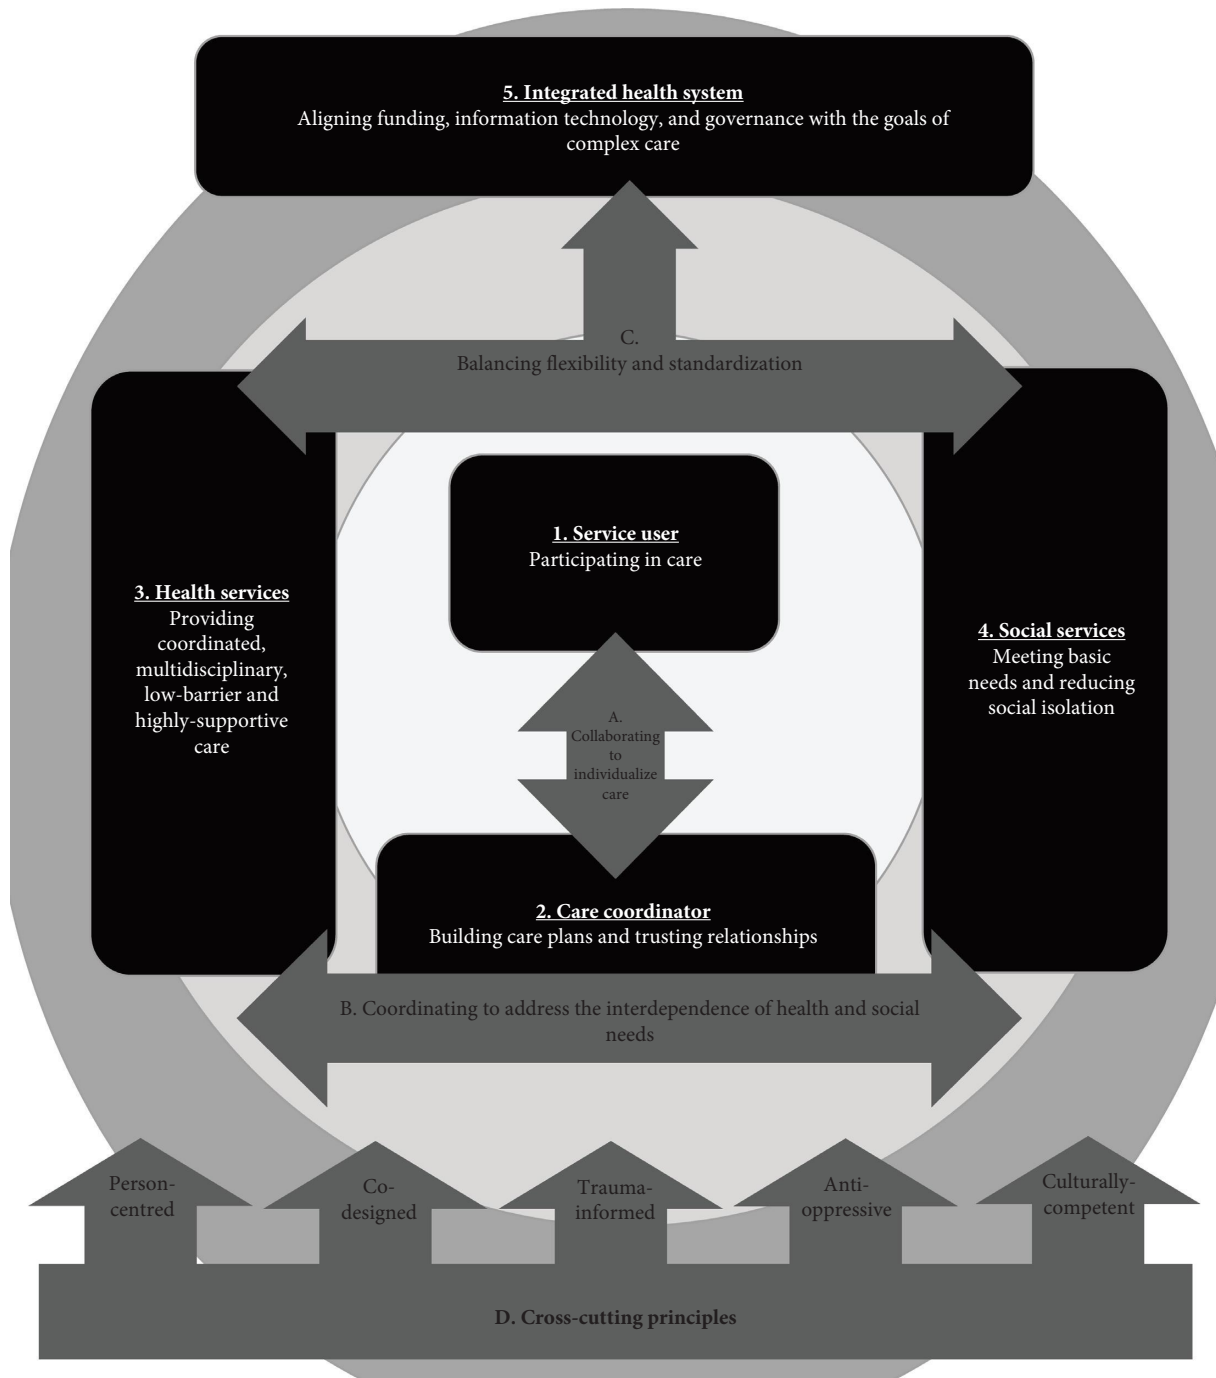 5. Integrated health system
Aligning funding, information technology, and governance with the goals of
complex care
C.
Balancing flexibility and standardization
1. Service user
Participating in care
3. Health services
Providing
coordinated,
multidisciplinary,
low-barrier and
highly-supportive
care
4. Social services
Meeting basic
needs and reducing
social isolation
A.
Collaborating
to
individualize
care
2. Care coordinator
Building care plans and trusting relationships
B. Coordinating to address the interdependence of health and social
needs
Person-
centred
Co-
designed
Trauma-
informed
Anti-
oppressive
Culturally-
competent
D. Cross-cutting principles